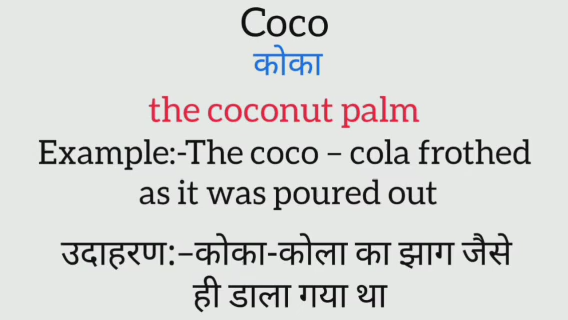 Coco
कोका
the coconut palm
Example:-The coco – cola frothed
as it was poured out
उदाहरण:–कोका-कोला का झाग जैसे
ही डाला गया था